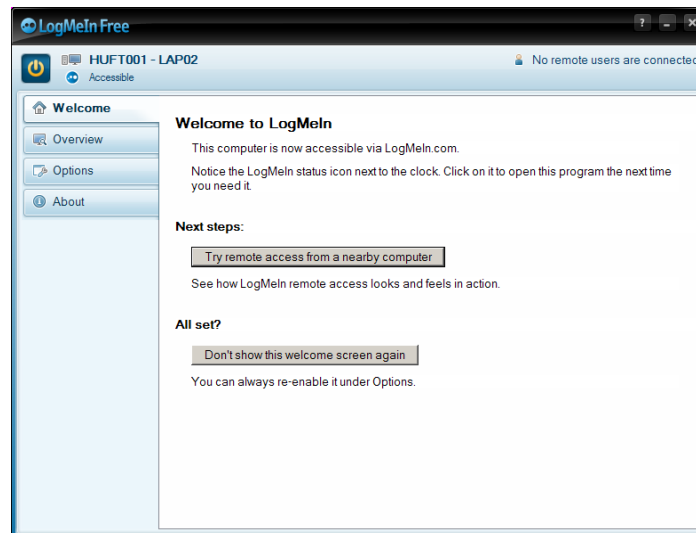 LogMeIn Free
HUFT001 - LAP02
No remote users are connected
Accessible
Welcome
Overview
Options
About
Welcome to LogMeIn
This computer is now accessible via LogMeIn.com.
Notice the LogMeIn status icon next to the clock. Click on it to open this program the next time
you need it.
Next steps:
Try remote access from a nearby computer
See how LogMeIn remote access looks and feels in action.
All set?
Don't show this welcome screen again
You can always re-enable it under Options.